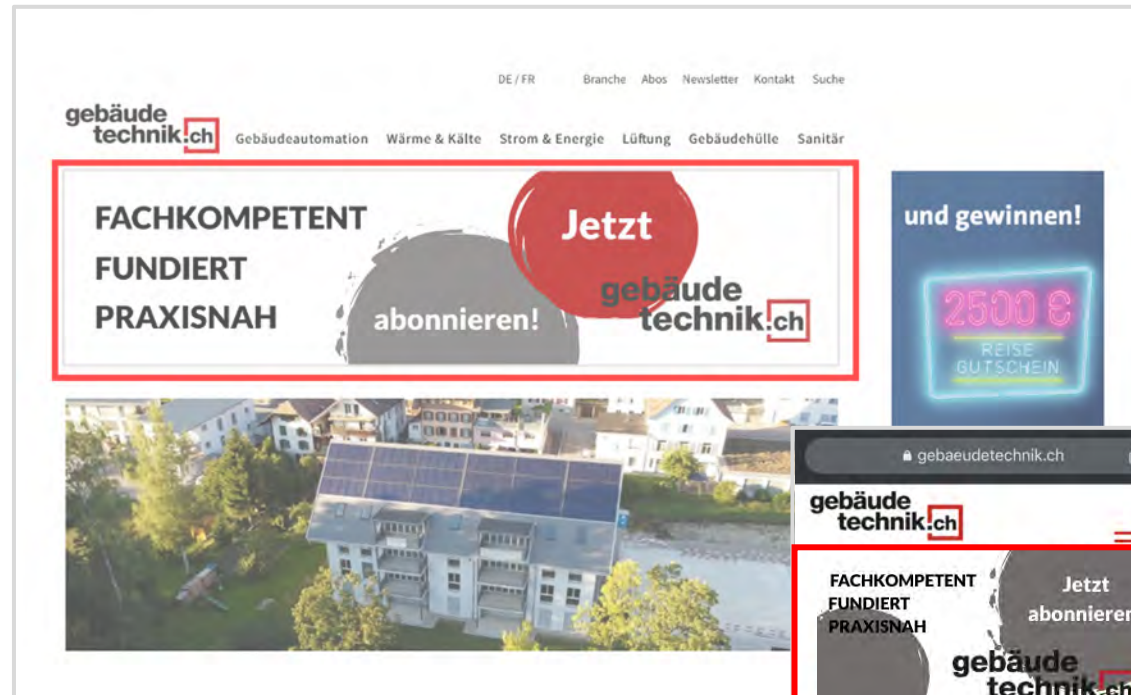 DE / FR Branche Abos Newsletter Kontakt Suche
gebäude
technik.ch
Gebäudeautomation Wärme & Kälte Strom & Energie Lüftung Gebäudehülle Sanitär
FACHKOMPETENT
FUNDIERT
PRAXISNAH
Jetzt
abonnieren!
gebäude
technik.ch
und gewinnen!
2500 €
REISE
GUTSCHEIN
gebaeudetechnik.ch
gebäude
technik.ch
FACHKOMPETENT
FUNDIERT
PRAXISNAH
Jetzt
abonnieren
gebäude
technik.ch